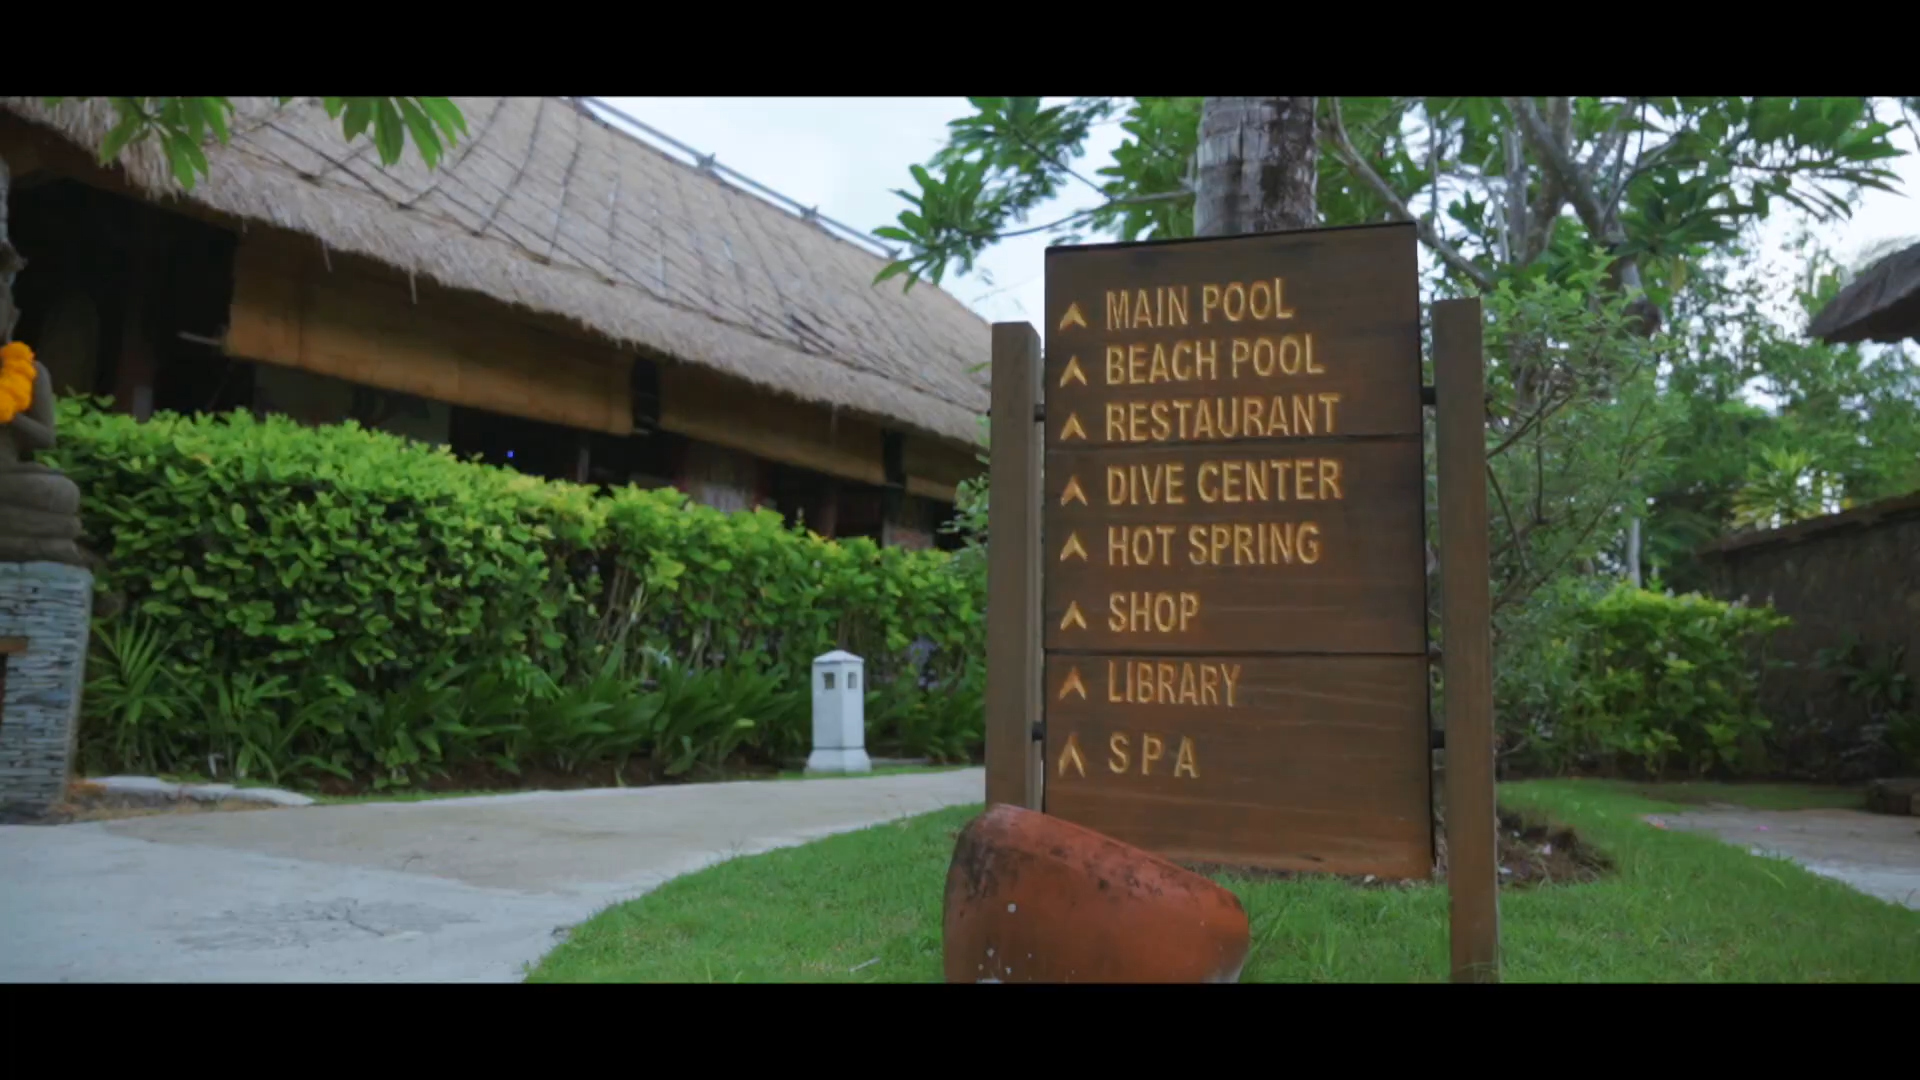 MAIN POOL
BEACH POOL
RESTAURANT
DIVE CENTER
HOT SPRING
SHOP
LIBRARY
SPA